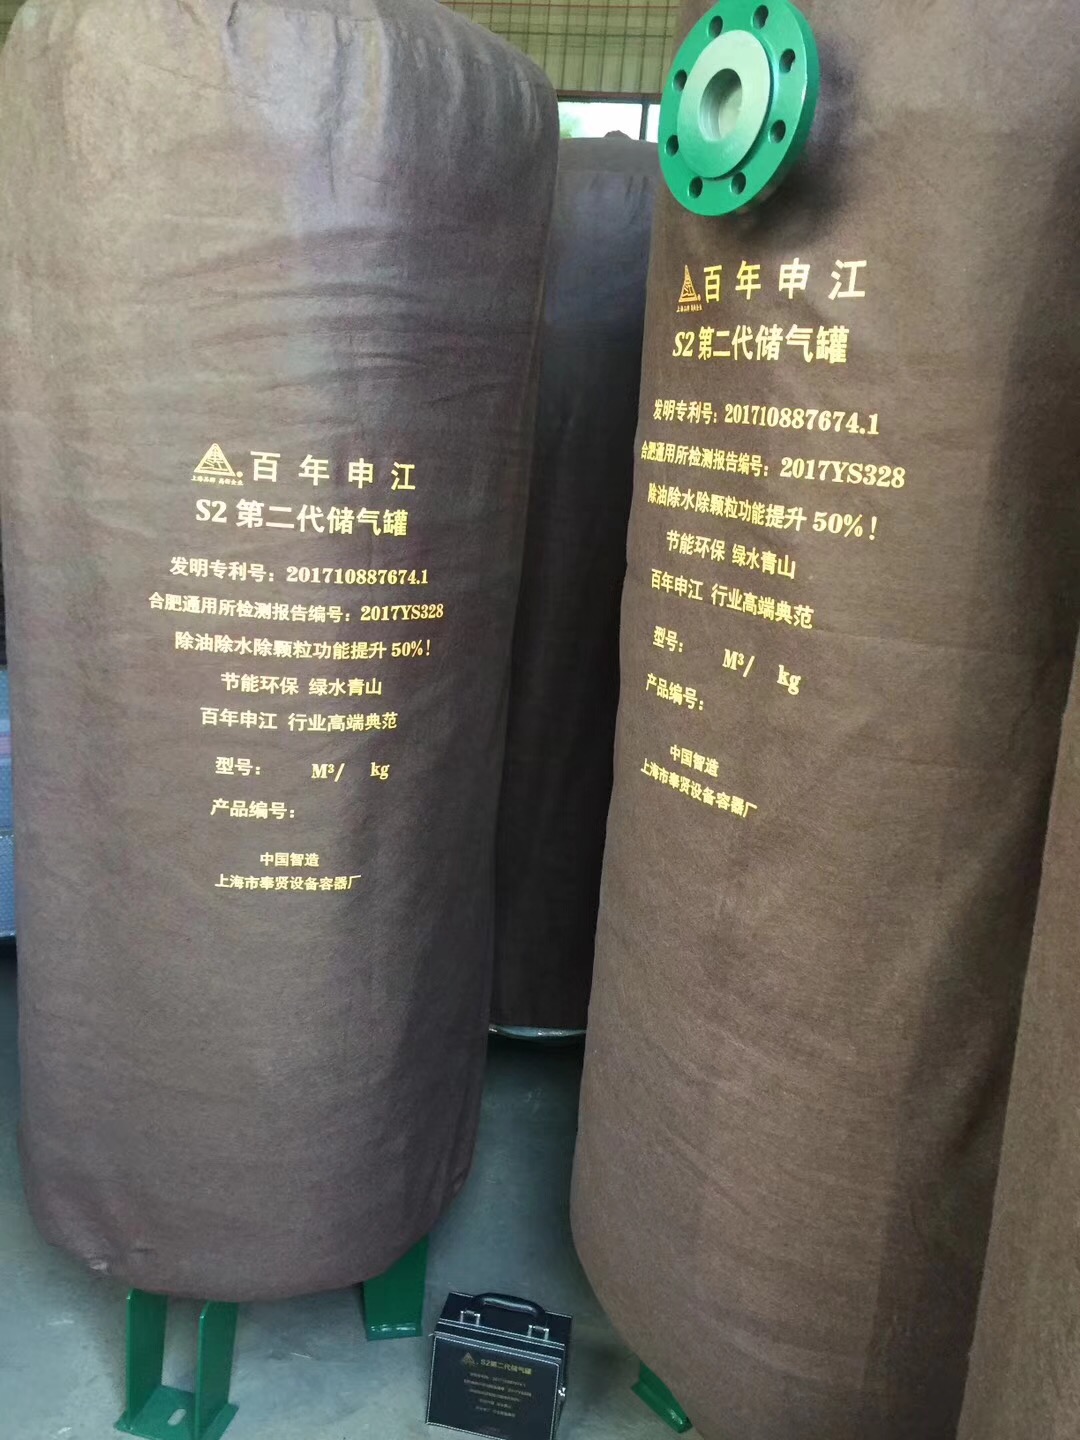 百年申江
S2 第二代储气罐
发明专利号：201710887674.1
合肥通用所检测报告编号：2017YS328
除油除水除颗粒功能提升 50%！
节能环保 绿水青山
百年申江 行业高端典范
型号： M³/ kg
产品编号：
中国智造
上海市奉贤设备容器厂
百年申江
S2 第二代储气罐
发明专利号：201710887674.1
合肥通用所检测报告编号：2017YS328
除油除水除颗粒功能提升 50%！
节能环保 绿水青山
百年申江 行业高端典范
型号： M³/ kg
产品编号：
中国智造
上海市奉贤设备容器厂
S2第二代储气罐